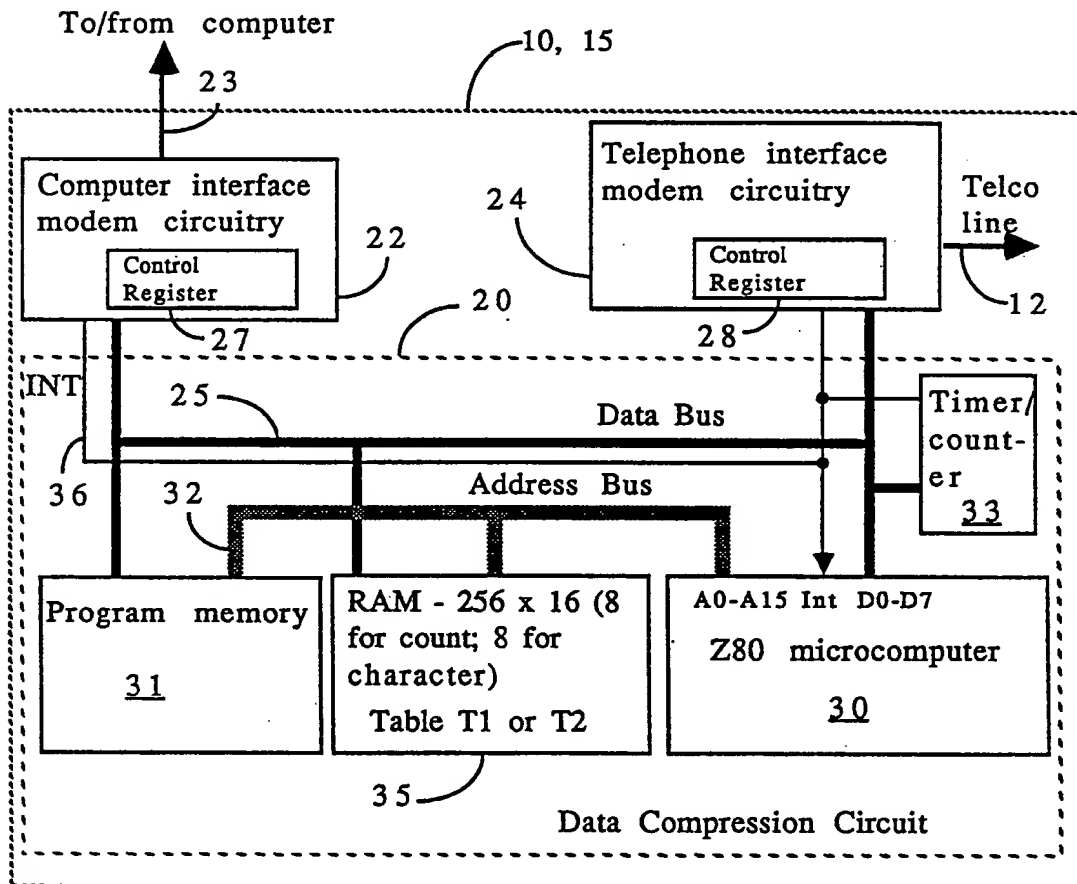 To/from computer
10, 15
23
Computer interface
modem circuitry
Control
Register
27
22
Telephone interface
modem circuitry
Control
Register
28
24
Telco
line
12
20
INT
25
Data Bus
36
32
Address Bus
Timer/
count-
er
33
Program memory
31
RAM - 256 x 16 (8
for count; 8 for
character)
Table T1 or T2
35
A0-A15 Int D0-D7
Z80 microcomputer
30
Data Compression Circuit